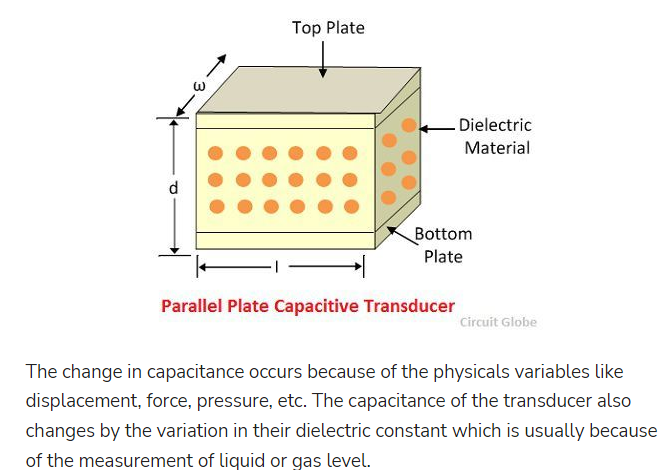 Top Plate
ω
Dielectric
Material
d
Bottom
Plate
l
Parallel Plate Capacitive Transducer
Circuit Globe
The change in capacitance occurs because of the physicals variables like
displacement, force, pressure, etc. The capacitance of the transducer also
changes by the variation in their dielectric constant which is usually because
of the measurement of liquid or gas level.